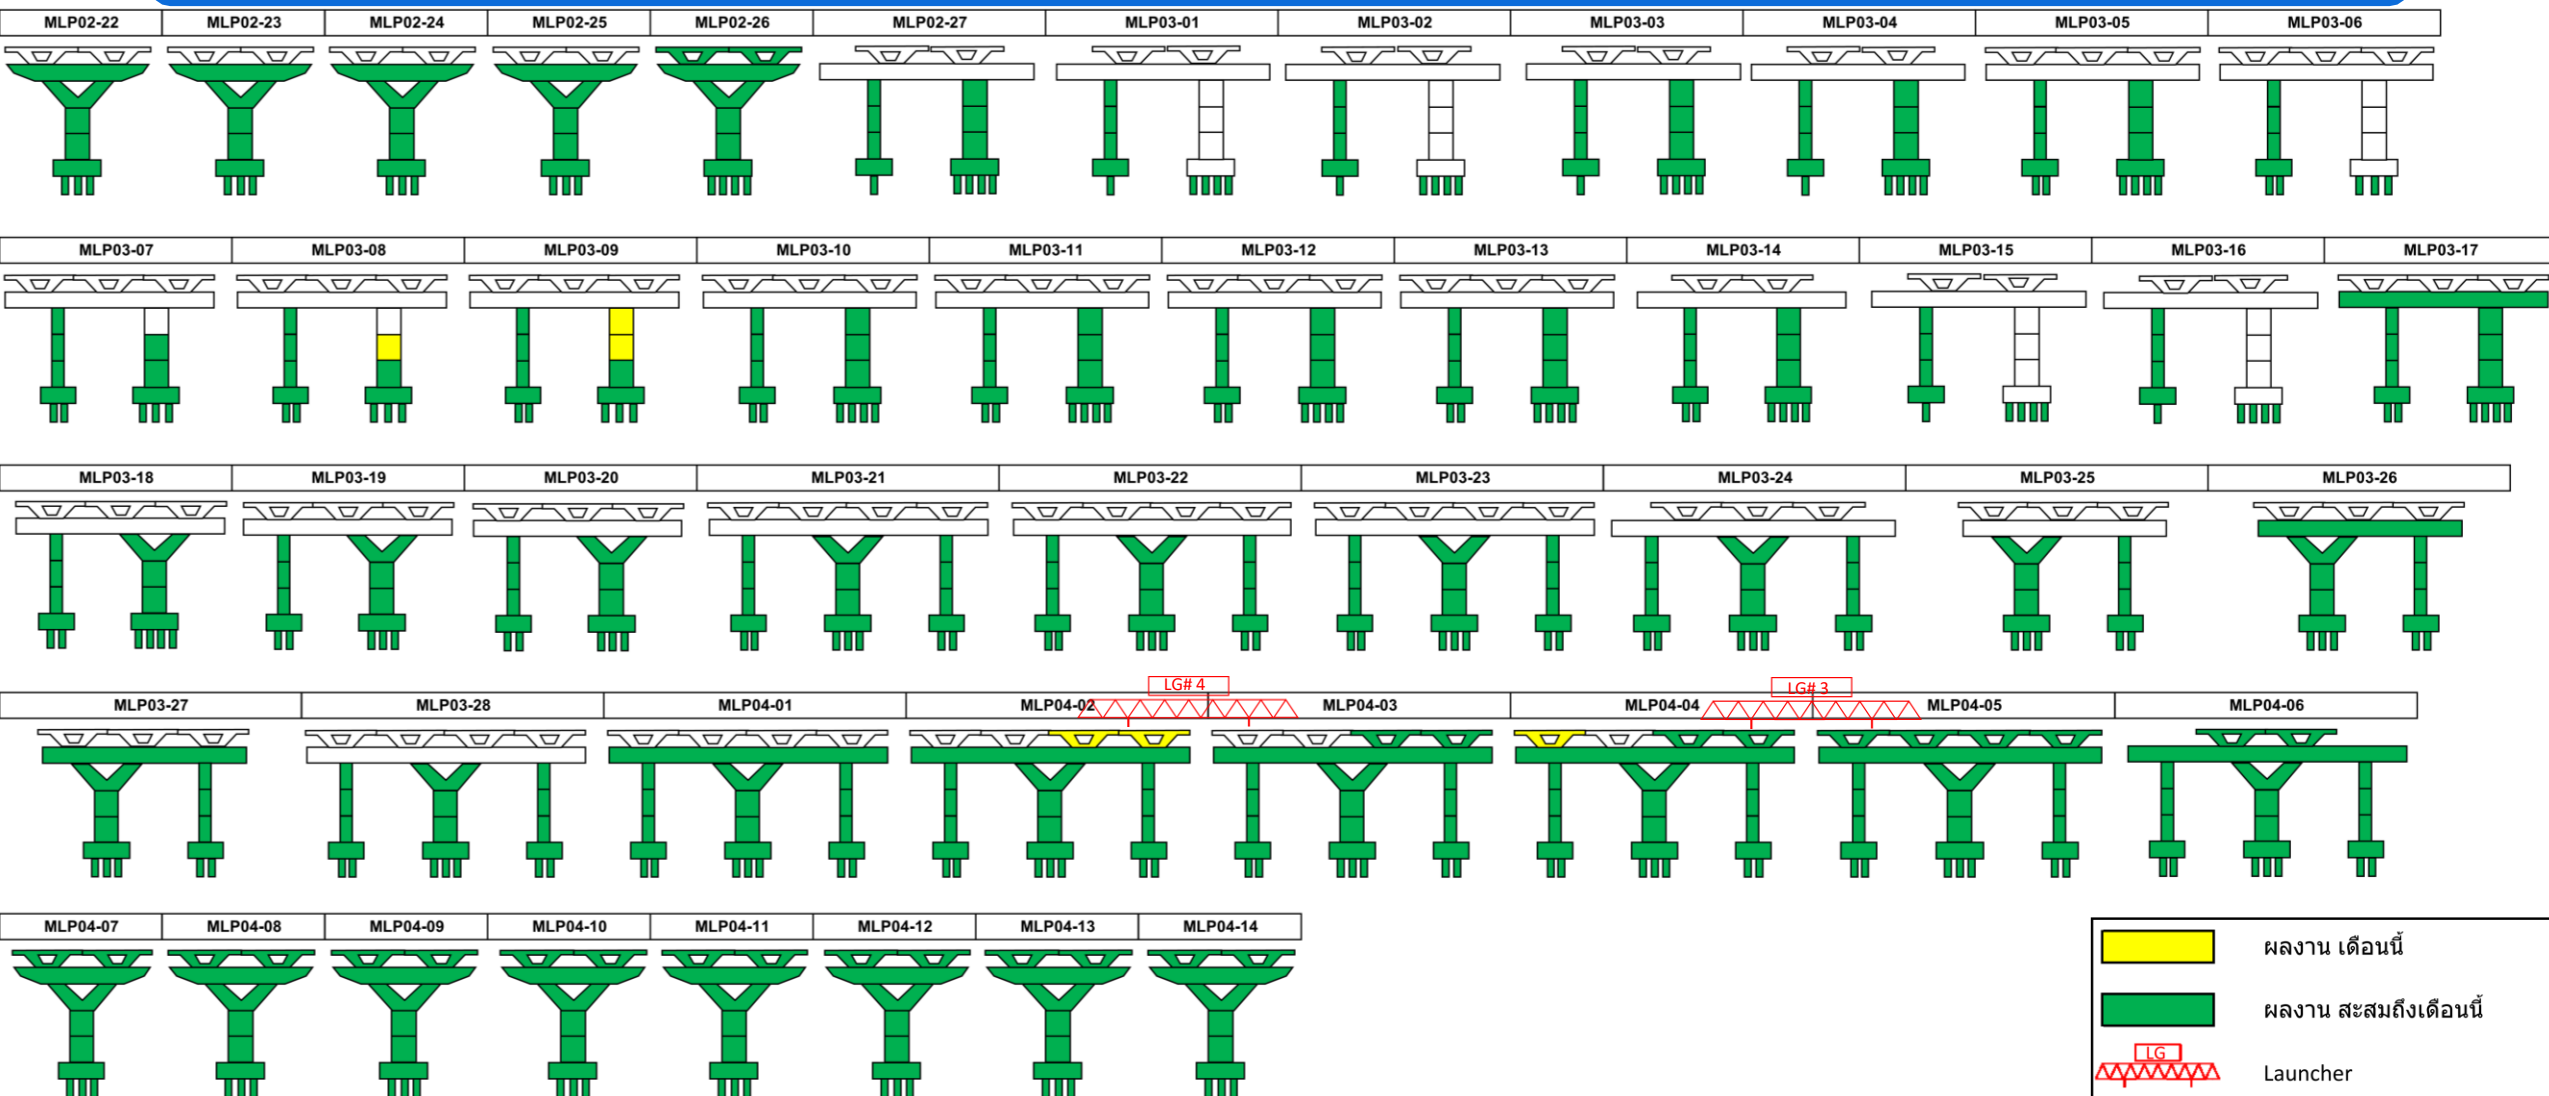 MLP02-22 MLP02-23 MLP02-24 MLP02-25 MLP02-26 MLP02-27 MLP03-01 MLP03-02 MLP03-03 MLP03-04 MLP03-05 MLP03-06
MLP03-07 MLP03-08 MLP03-09 MLP03-10 MLP03-11 MLP03-12 MLP03-13 MLP03-14 MLP03-15 MLP03-16 MLP03-17
MLP03-18 MLP03-19 MLP03-20 MLP03-21 MLP03-22 MLP03-23 MLP03-24 MLP03-25 MLP03-26
LG# 4 LG# 3
MLP03-27 MLP03-28 MLP04-01 MLP04-02 MLP04-03 MLP04-04 MLP04-05 MLP04-06
MLP04-07 MLP04-08 MLP04-09 MLP04-10 MLP04-11 MLP04-12 MLP04-13 MLP04-14
ผลงาน เดือนนี้
ผลงาน สะสมถึงเดือนนี้
LG
Launcher